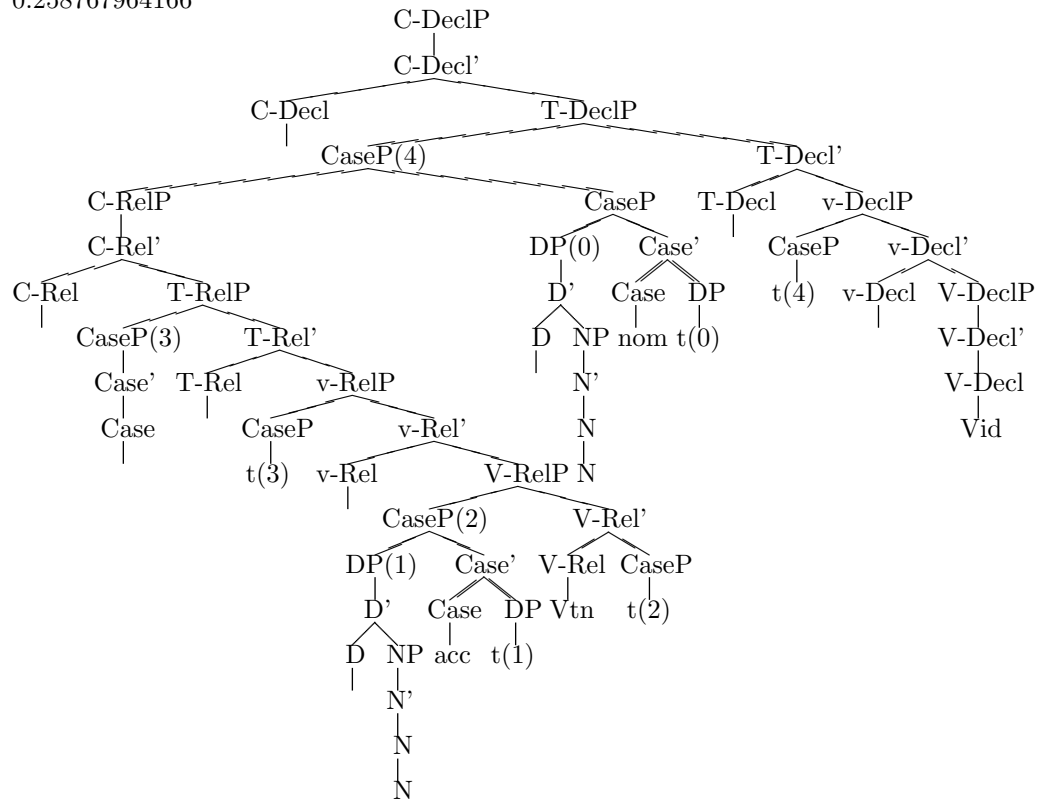 0.258767964166
C-DeclP
C-Decl'
C-Decl T-DeclP
CaseP(4) T-Decl'
C-RelP CaseP T-Decl v-DeclP
C-Rel' DP(0) Case' CaseP v-Decl'
C-Rel T-RelP D' Case DP t(4) v-Decl V-DeclP
CaseP(3) T-Rel' D NP nom t(0) V-Decl'
Case' T-Rel v-RelP N' V-Decl
Case CaseP v-Rel' N Vid
t(3) v-Rel V-RelP N
CaseP(2) V-Rel'
DP(1) Case' V-Rel CaseP
D' Case DP Vtn t(2)
D NP acc t(1)
N'
N
N